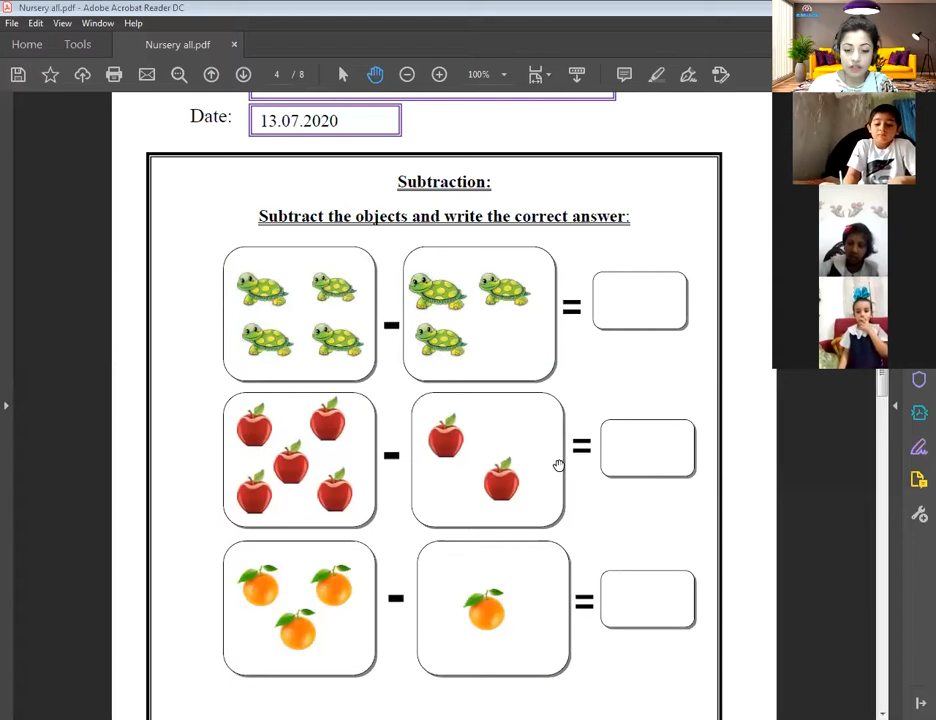 Nursery all.pdf - Adobe Acrobat Reader DC
File Edit View Window Help
Home Tools Nursery all.pdf ×
4 / 8 100%
Date: 13.07.2020
Subtraction:
Subtract the objects and write the correct answer:
- =
- =
- =